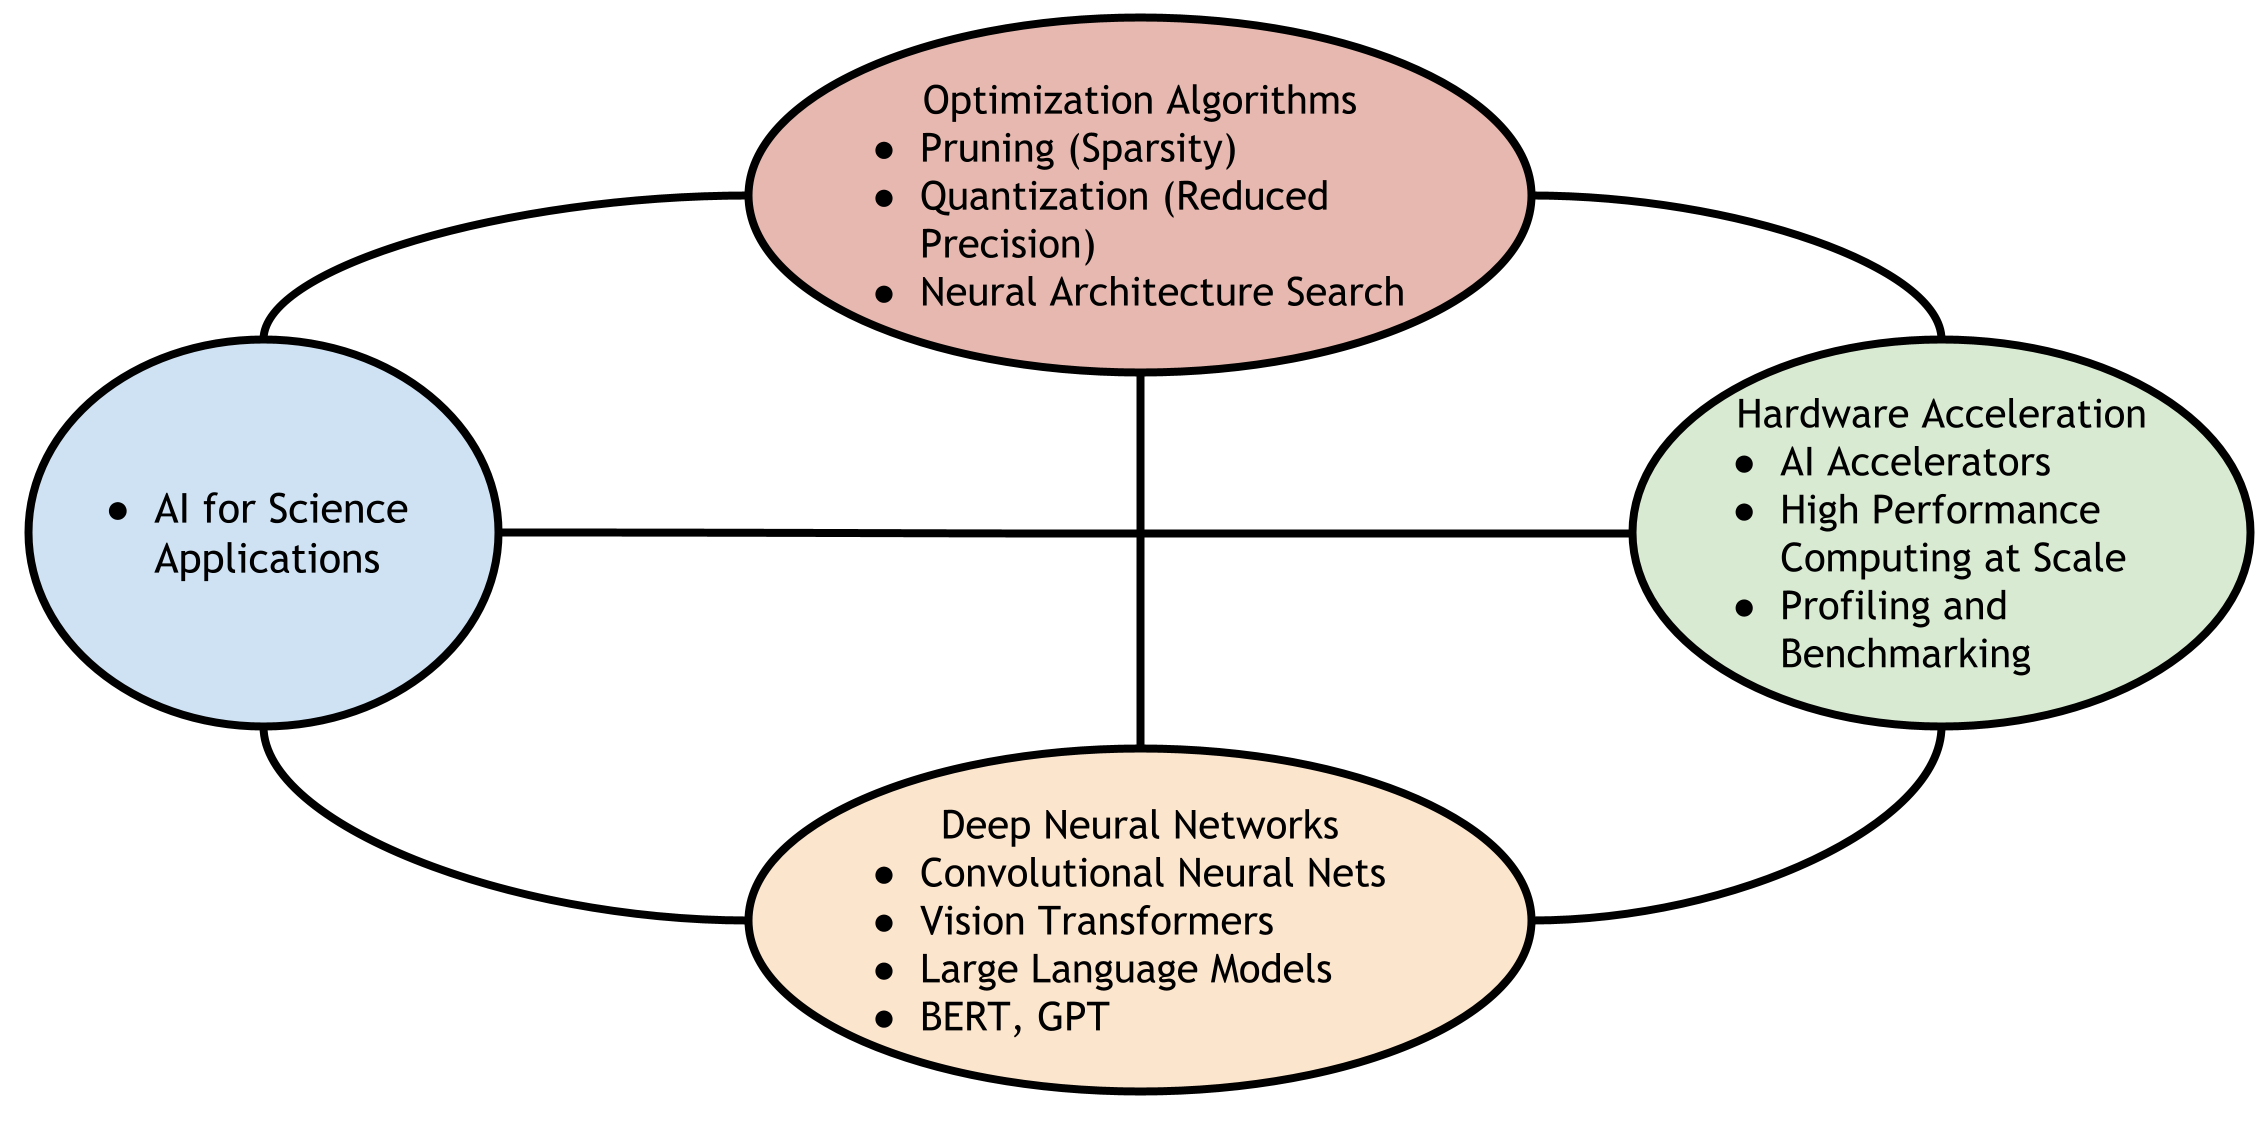 Optimization Algorithms
● Pruning (Sparsity)
● Quantization (Reduced
Precision)
● Neural Architecture Search
● AI for Science
Applications
Hardware Acceleration
● AI Accelerators
● High Performance
Computing at Scale
● Profiling and
Benchmarking
Deep Neural Networks
● Convolutional Neural Nets
● Vision Transformers
● Large Language Models
● BERT, GPT